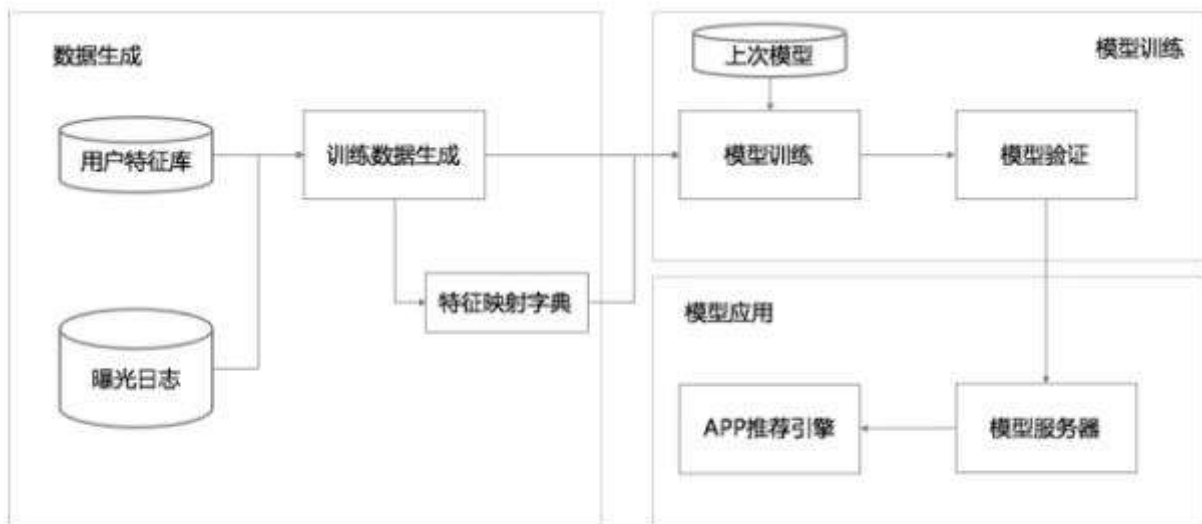 数据生成
用户特征库
训练数据生成
特征映射字典
曝光日志
上次模型
模型训练
模型训练
模型验证
模型应用
APP推荐引擎
模型服务器